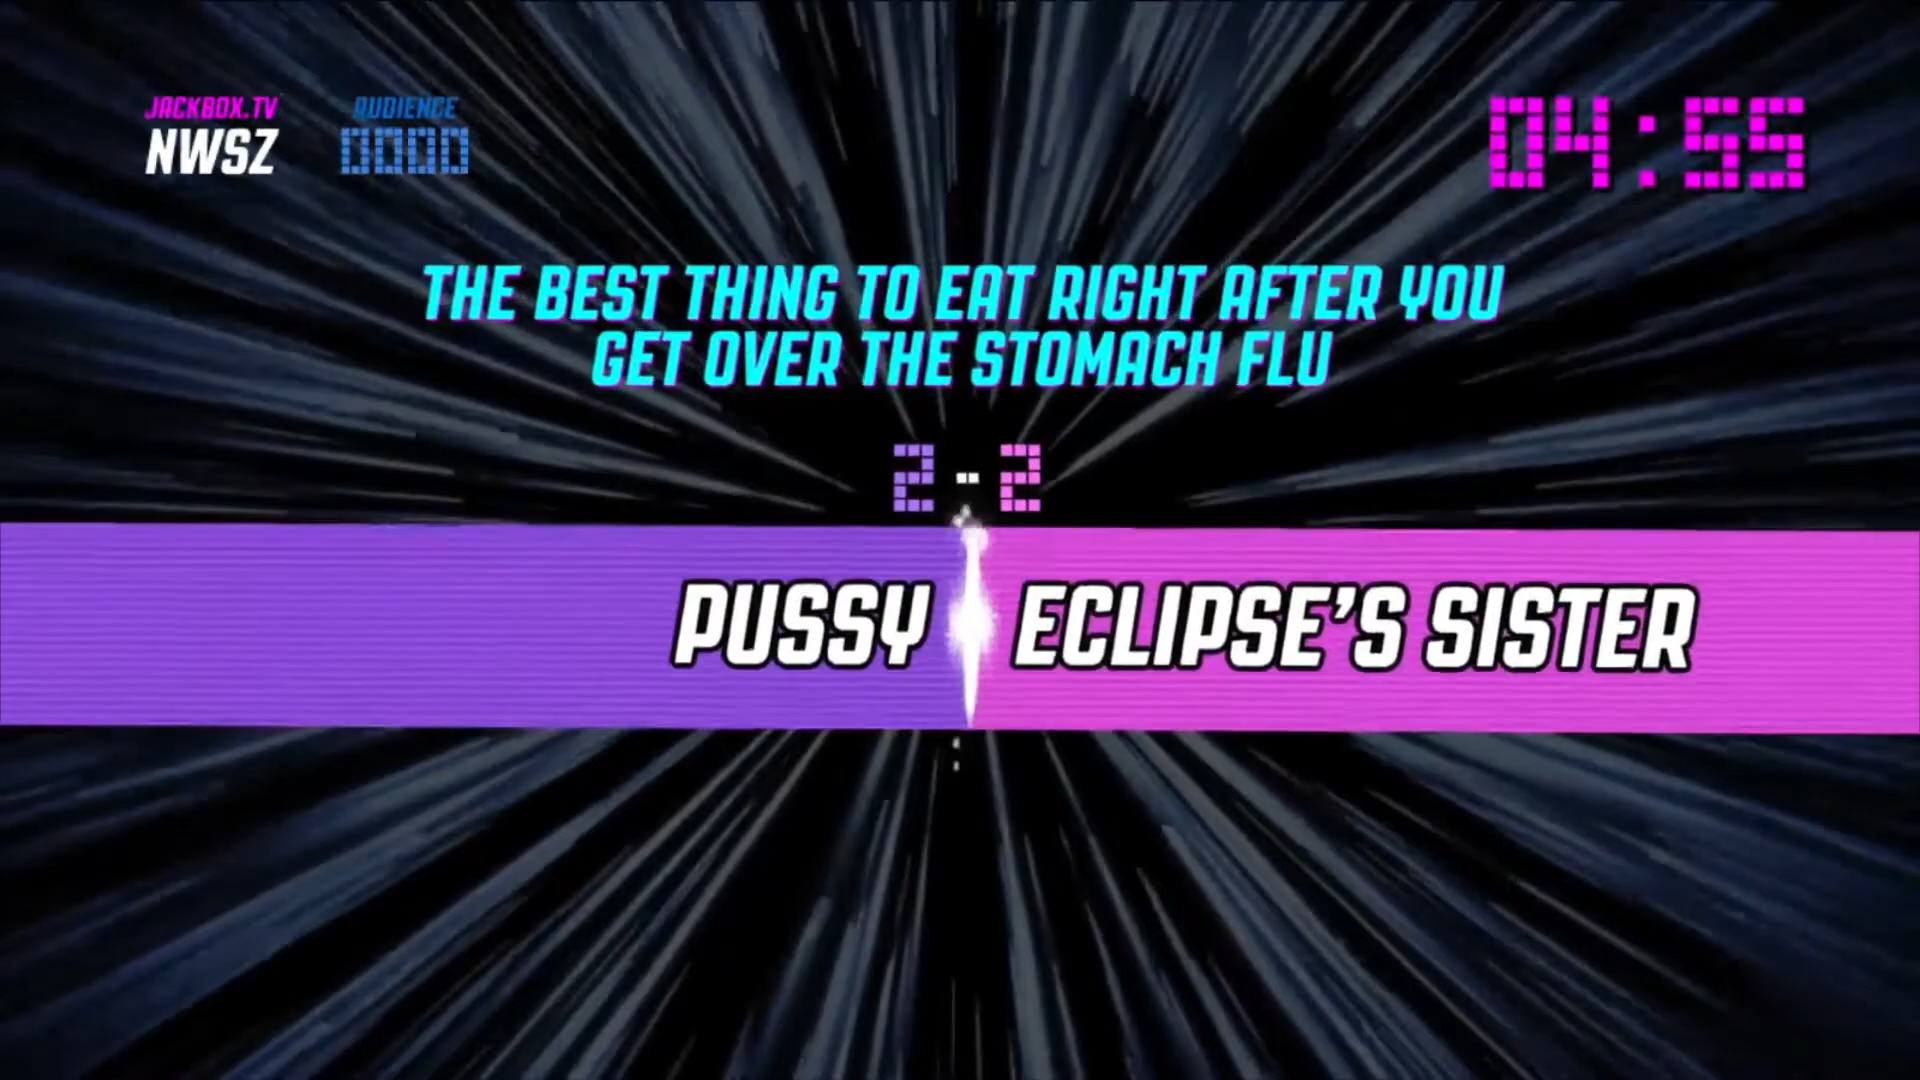 JACKBOX.TV
NWSZ
AUDIENCE
0000
04:55
THE BEST THING TO EAT RIGHT AFTER YOU
GET OVER THE STOMACH FLU
2-2
PUSSY
ECLIPSE'S SISTER